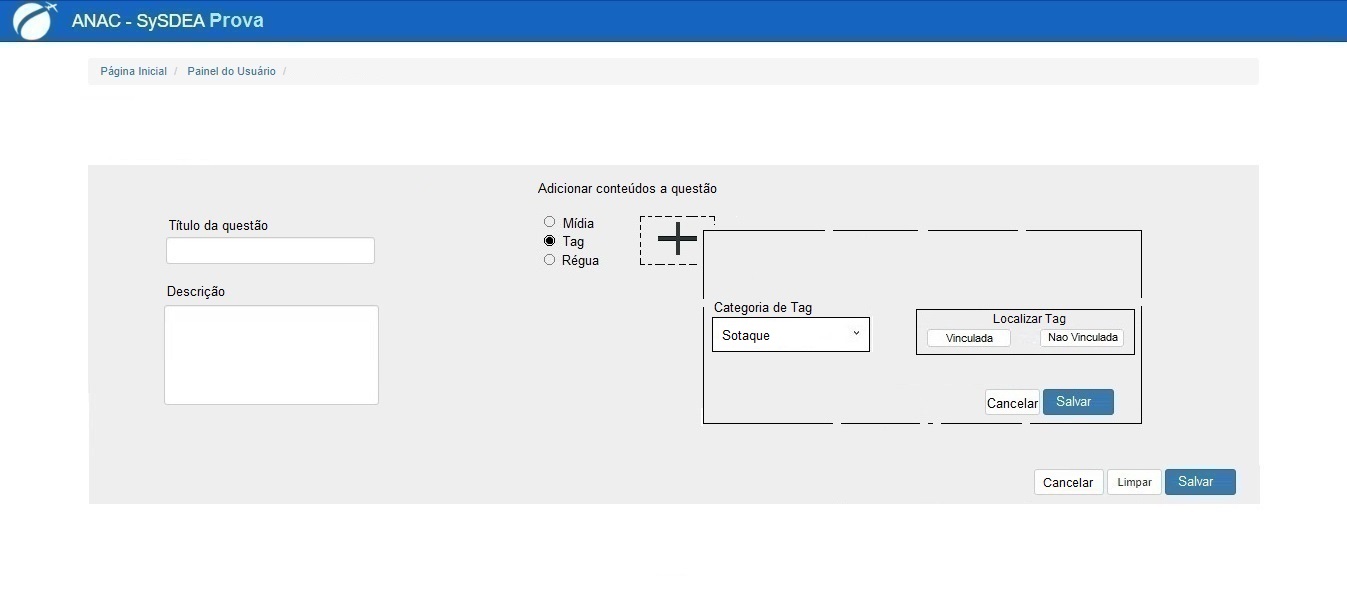 ANAC - SySDEA Prova
Página Inicial / Painel do Usuário /
Adicionar conteúdos a questão
Título da questão
Mídia
Tag
Régua
Descrição
Categoria de Tag
Sotaque
Localizar Tag
Vinculada Nao Vinculada
Cancelar Salvar
Cancelar Limpar Salvar